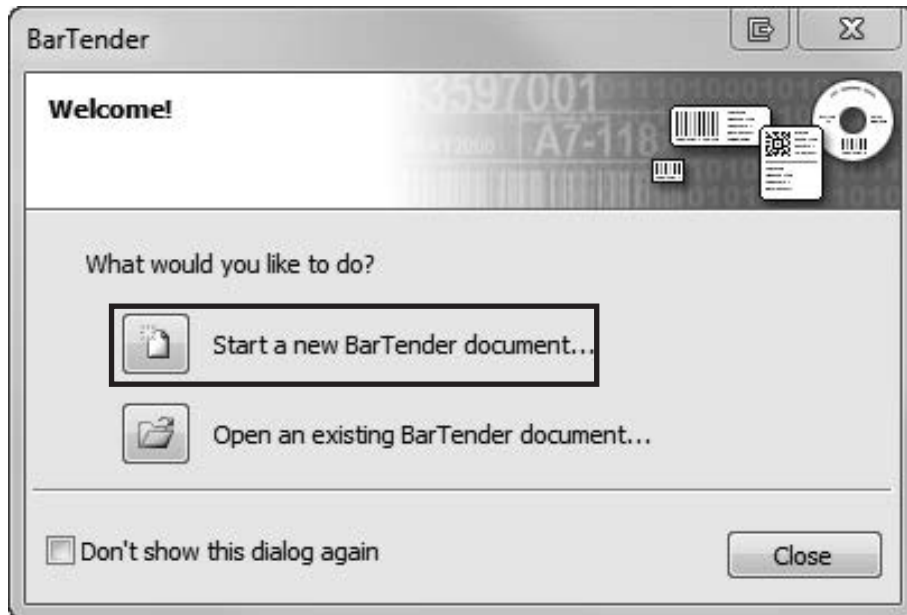 BarTender
Welcome!
3597001
A7-118
What would you like to do?
Start a new BarTender document...
Open an existing BarTender document...
Don't show this dialog again
Close